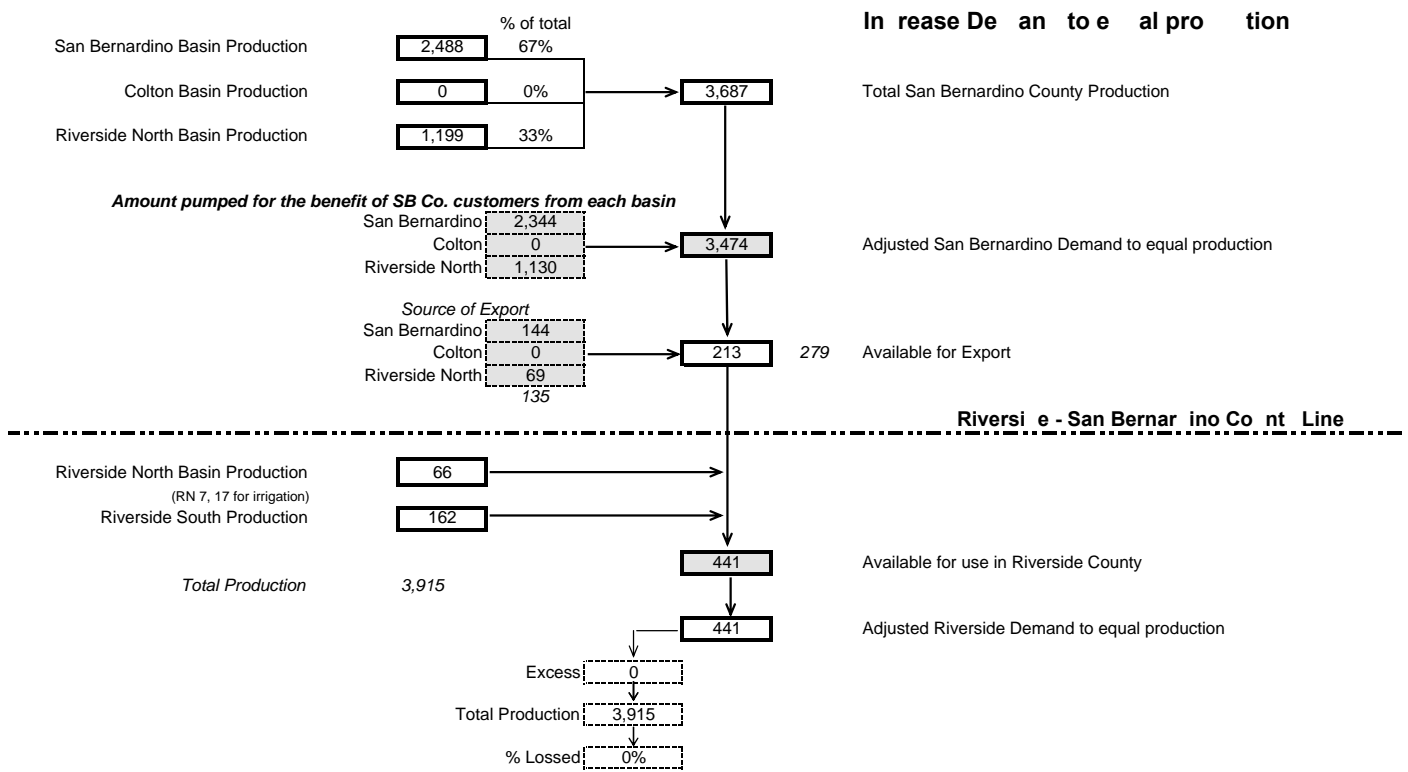 In rease De an to e al pro tion
% of total
San Bernardino Basin Production 2,488 67%
Colton Basin Production 0 0% 3,687 Total San Bernardino County Production
Riverside North Basin Production 1,199 33%
Amount pumped for the benefit of SB Co. customers from each basin
San Bernardino 2,344
Colton 0 3,474 Adjusted San Bernardino Demand to equal production
Riverside North 1,130
Source of Export
San Bernardino 144
Colton 0 213 279 Available for Export
Riverside North 69
135
Riversi e - San Bernar ino Co nt Line
Riverside North Basin Production 66
(RN 7, 17 for irrigation)
Riverside South Production 162
441 Available for use in Riverside County
Total Production 3,915
441 Adjusted Riverside Demand to equal production
Excess 0
Total Production 3,915
% Lossed 0%